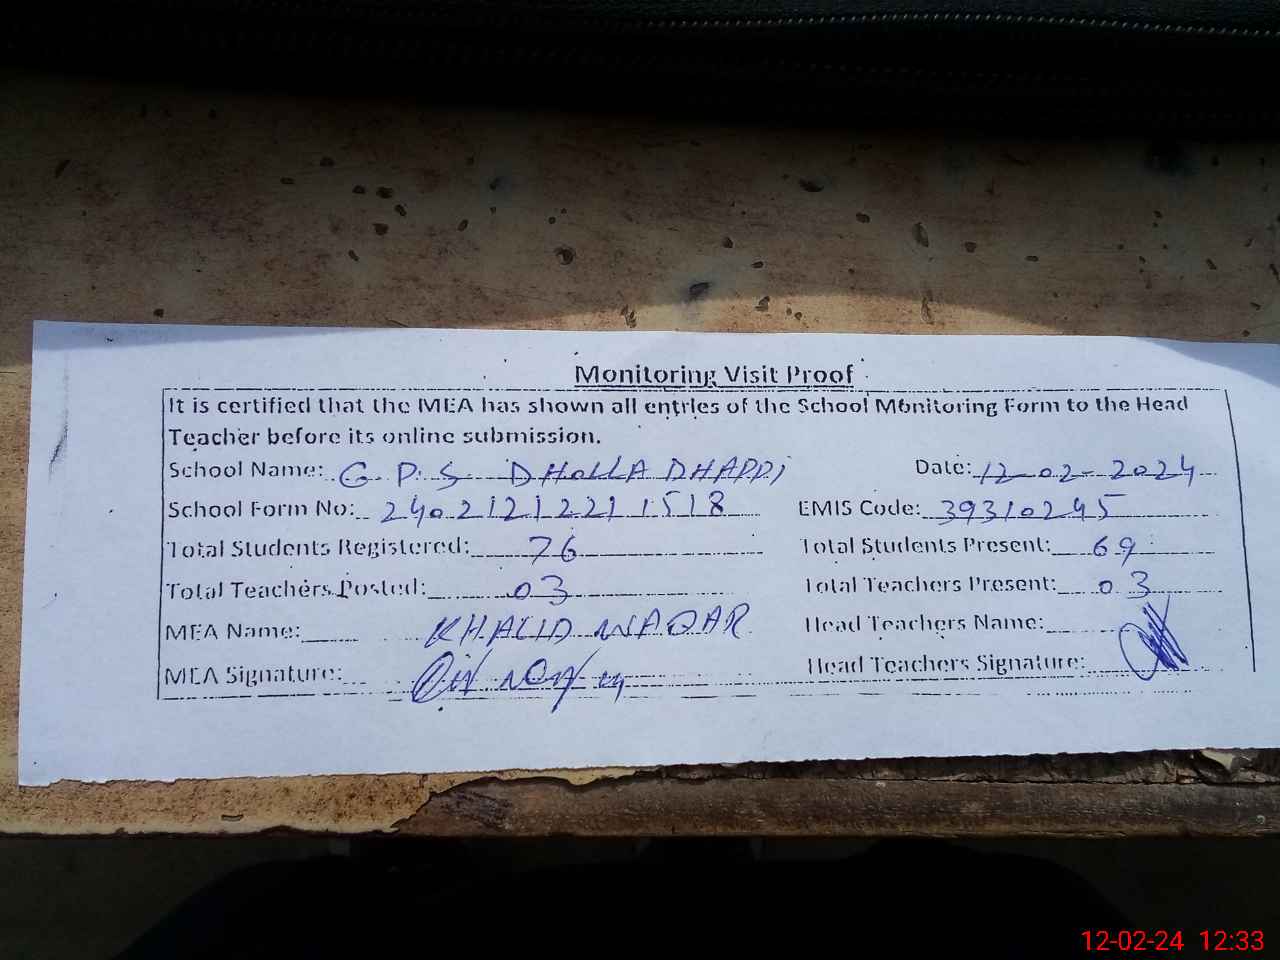 Monitoring Visit Proof
It is certified that the MEA has shown all entries of the School Monitoring Form to the Head
Teacher before its online submission.
School Name: G.P.S DHOLLA DHAPPI Date: 12-02-2024
School Form No: 24021212211518 EMIS Code: 39310245
Total Students Registered: 76 Total Students Present: 69
Total Teachers Posted: 03 Total Teachers Present: 03
MEA Name: KHALID WAQAR Head Teachers Name:
MEA Signature: Head Teachers Signature:
12-02-24 12:33